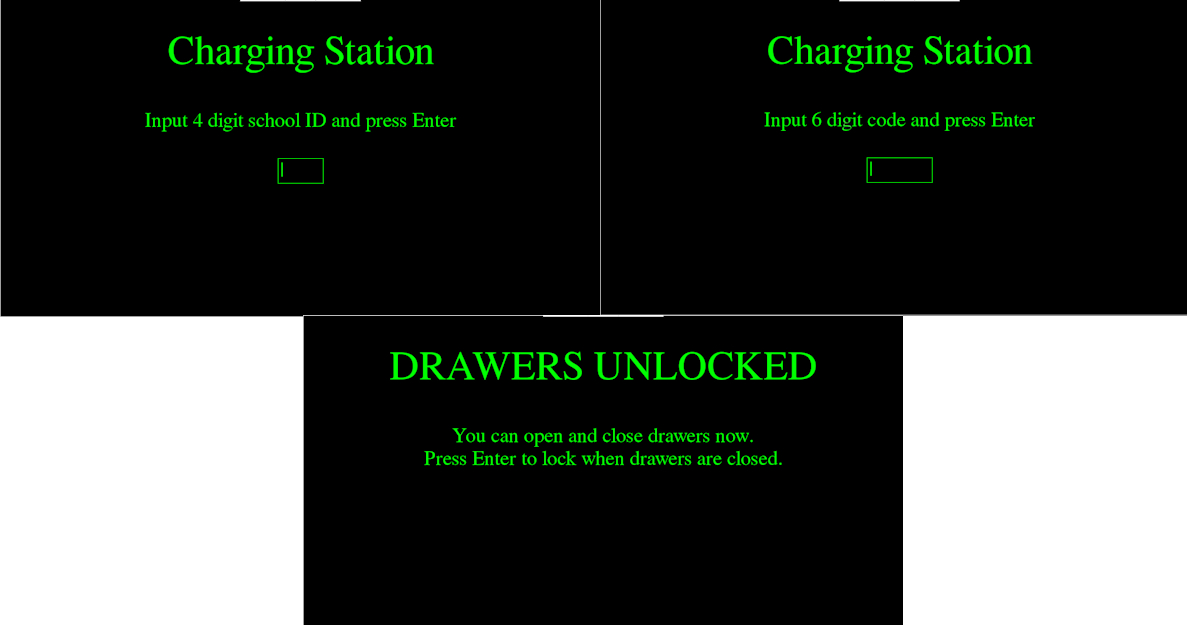 Charging Station
Input 4 digit school ID and press Enter
Charging Station
Input 6 digit code and press Enter
DRAWERS UNLOCKED
You can open and close drawers now.
Press Enter to lock when drawers are closed.